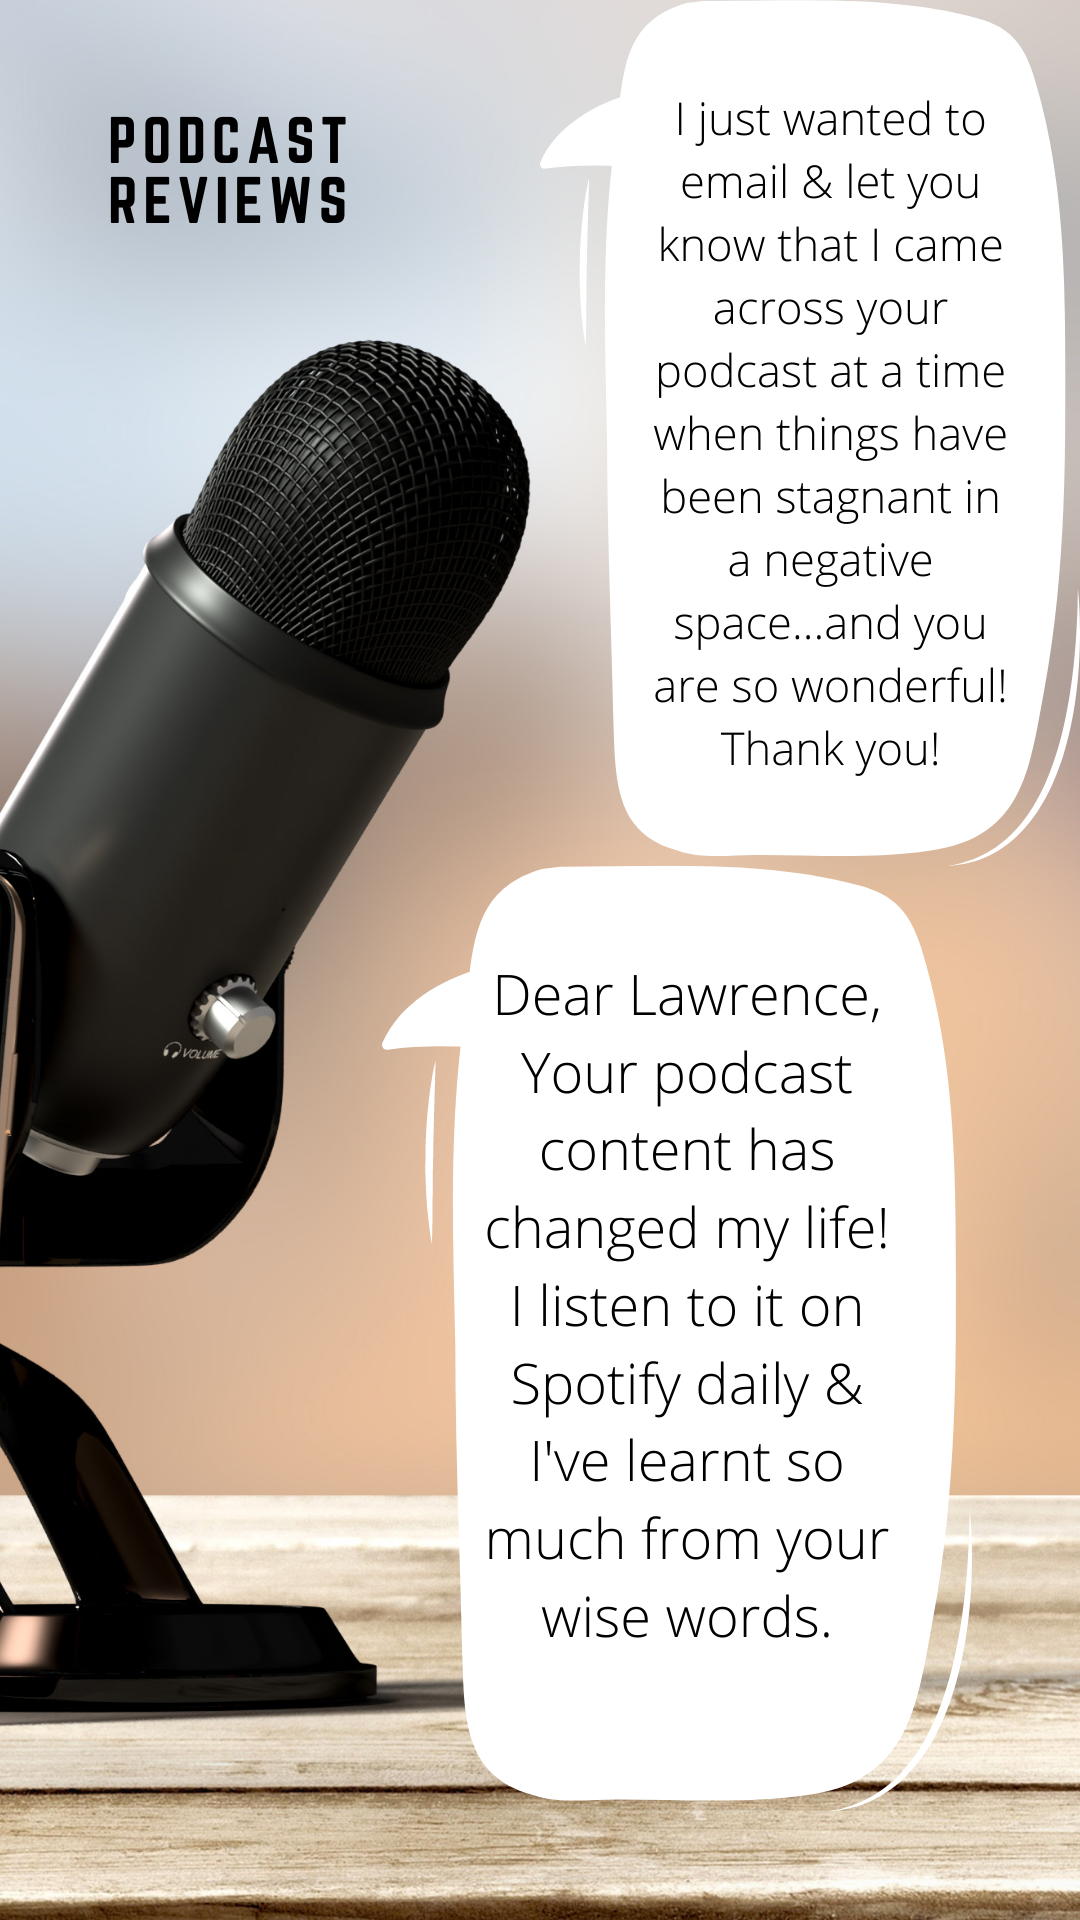 PODCAST
REVIEWS
I just wanted to
email & let you
know that I came
across your
podcast at a time
when things have
been stagnant in
a negative
space...and you
are so wonderful!
Thank you!
Dear Lawrence,
Your podcast
content has
changed my life!
I listen to it on
Spotify daily &
I've learnt so
much from your
wise words.
VOLUME